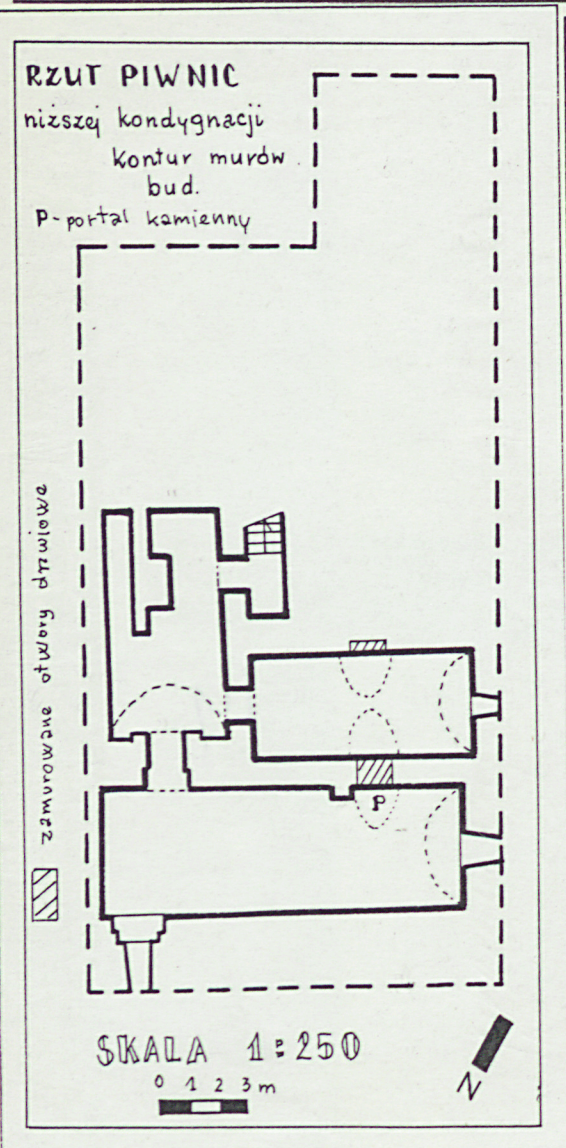 RZUT PIWNIC
niższej kondygnacji
kontur murów
bud.
P-portal kamienny
zamurowane otwory drzwiowe
P
SKALA 1:250
0 1 2 3 m
N